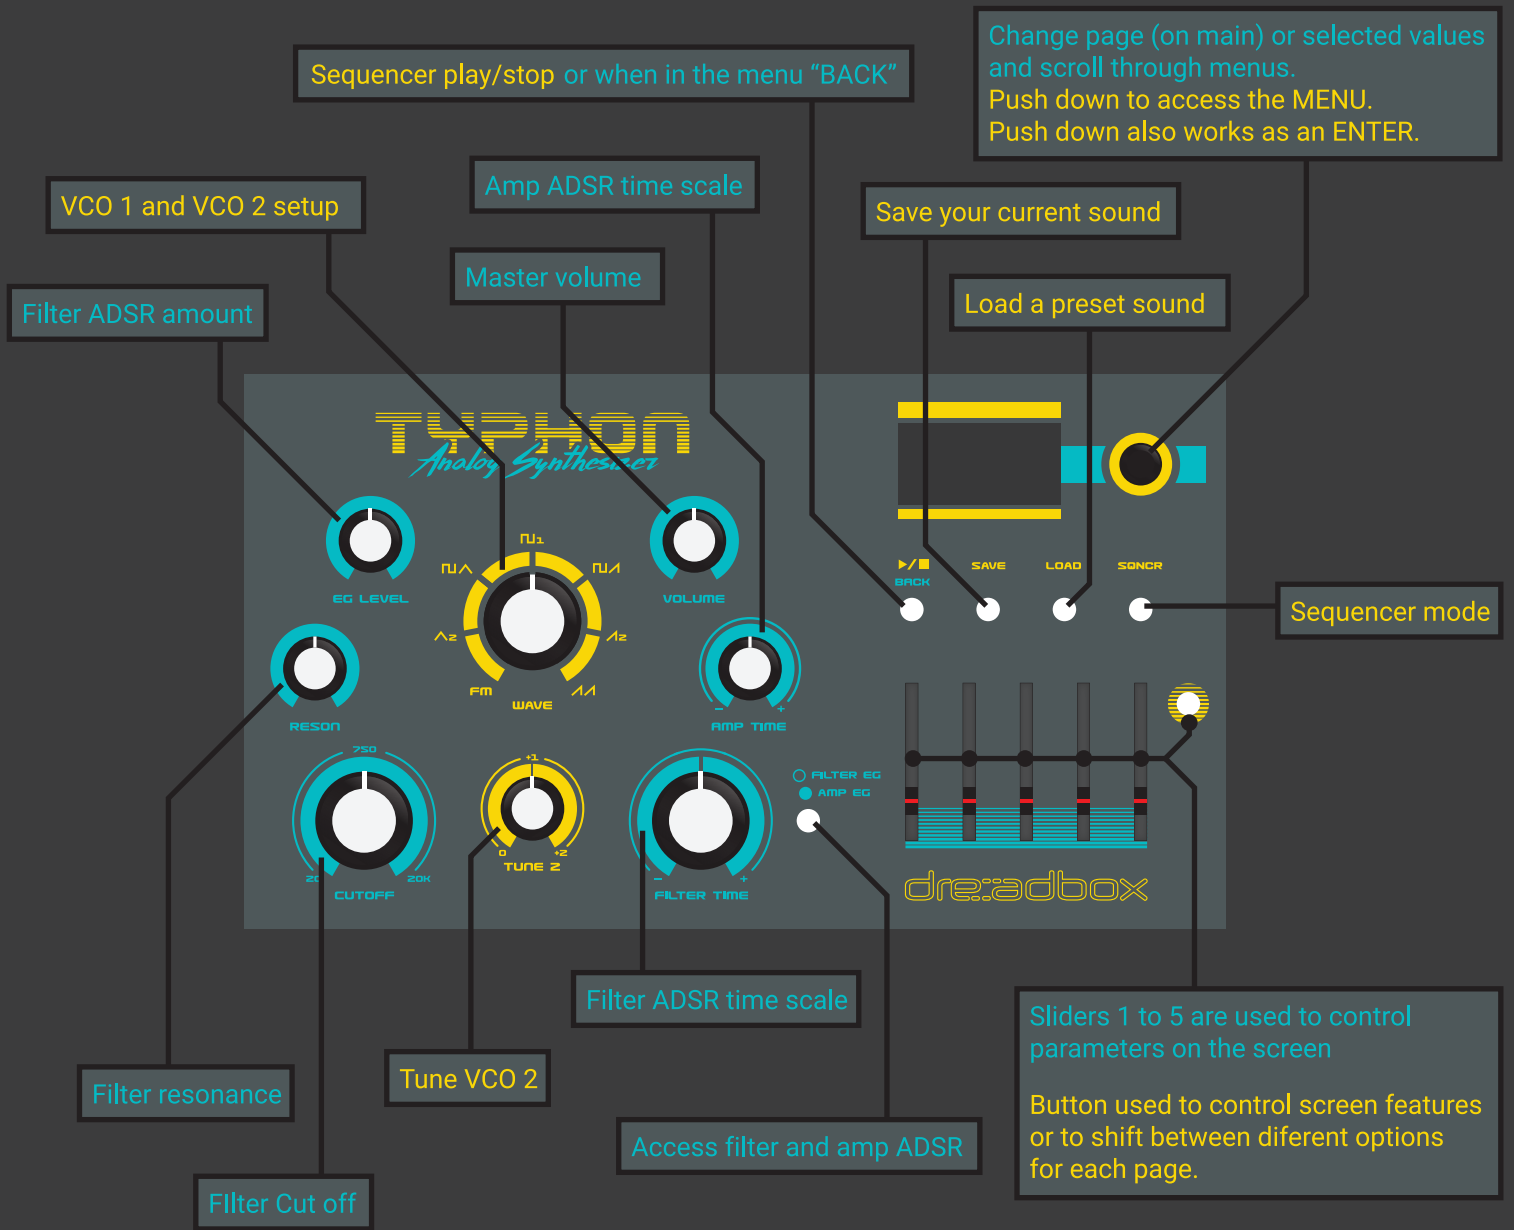 Change page (on main) or selected values
and scroll through menus.
Push down to access the MENU.
Push down also works as an ENTER.
Sequencer play/stop or when in the menu “BACK”
Amp ADSR time scale
VCO 1 and VCO 2 setup
Save your current sound
Master volume
Load a preset sound
Filter ADSR amount
TYPHON
Analog Synthesizer
1
EG LEVEL
VOLUME
BACK
SAVE
LOAD
SQNCR
Sequencer mode
2
2
FM
WAVE
RESON
- +
AMP TIME
750
+1
FILTER EG
AMP EG
20K
CUTOFF
0 +2
TUNE 2
- +
FILTER TIME
dre::adbox
Filter ADSR time scale
Sliders 1 to 5 are used to control
parameters on the screen
Button used to control screen features
or to shift between diferent options
for each page.
Tune VCO 2
Filter resonance
Access filter and amp ADSR
FIlter Cut off